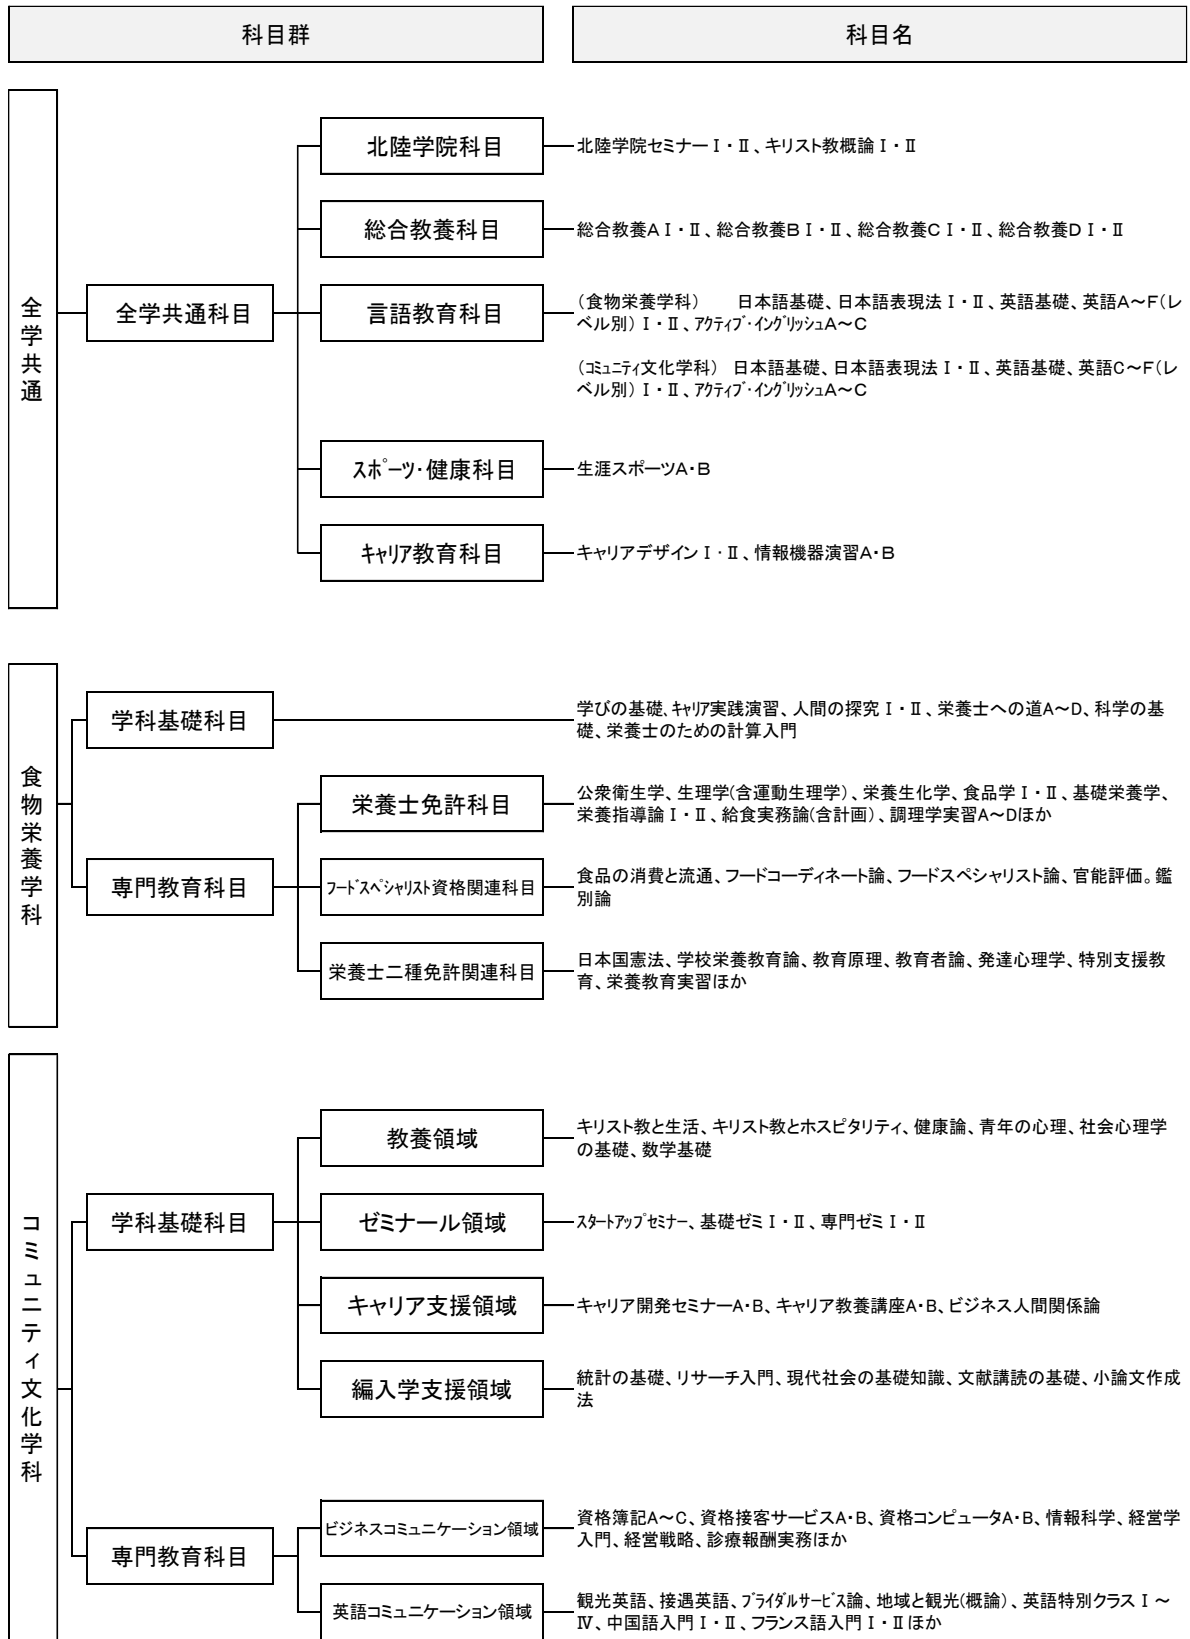 科目群
科目名
全学共通
全学共通科目
北陸学院科目
北陸学院セミナーⅠ・Ⅱ、キリスト教概論Ⅰ・Ⅱ
総合教養科目
総合教養AⅠ・Ⅱ、総合教養BⅠ・Ⅱ、総合教養CⅠ・Ⅱ、総合教養DⅠ・Ⅱ
言語教育科目
(食物栄養学科)　日本語基礎、日本語表現法Ⅰ・Ⅱ、英語基礎、英語A～F(レ
ベル別)Ⅰ・Ⅱ、アクティブ・イングリッシュA～C
(コミュニティ文化学科)　日本語基礎、日本語表現法Ⅰ・Ⅱ、英語基礎、英語C～F(レ
ベル別)Ⅰ・Ⅱ、アクティブ・イングリッシュA～C
スポーツ・健康科目
生涯スポーツA・B
キャリア教育科目
キャリアデザインⅠ・Ⅱ、情報機器演習A・B
食物栄養学科
学科基礎科目
学びの基礎、キャリア実践演習、人間の探究Ⅰ・Ⅱ、栄養士への道A～D、科学の基
礎、栄養士のための計算入門
専門教育科目
栄養士免許科目
公衆衛生学、生理学(含運動生理学)、栄養生化学、食品学Ⅰ・Ⅱ、基礎栄養学、
栄養指導論Ⅰ・Ⅱ、給食実務論(含計画)、調理学実習A～Dほか
フードスペシャリスト資格関連科目
食品の消費と流通、フードコーディネート論、フードスペシャリスト論、官能評価。鑑
別論
栄養士二種免許関連科目
日本国憲法、学校栄養教育論、教育原理、教育者論、発達心理学、特別支援教
育、栄養教育実習ほか
コミュニティ文化学科
学科基礎科目
教養領域
キリスト教と生活、キリスト教とホスピタリティ、健康論、青年の心理、社会心理学
の基礎、数学基礎
ゼミナール領域
スタートアップセミナー、基礎ゼミⅠ・Ⅱ、専門ゼミⅠ・Ⅱ
キャリア支援領域
キャリア開発セミナーA・B、キャリア教養講座A・B、ビジネス人間関係論
編入学支援領域
統計の基礎、リサーチ入門、現代社会の基礎知識、文献講読の基礎、小論文作成
法
専門教育科目
ビジネスコミュニケーション領域
資格簿記A～C、資格接客サービスA・B、資格コンピュータA・B、情報科学、経営学
入門、経営戦略、診療報酬実務ほか
英語コミュニケーション領域
観光英語、接遇英語、ブライダルサービス論、地域と観光(概論)、英語特別クラスⅠ～
Ⅳ、中国語入門Ⅰ・Ⅱ、フランス語入門Ⅰ・Ⅱほか